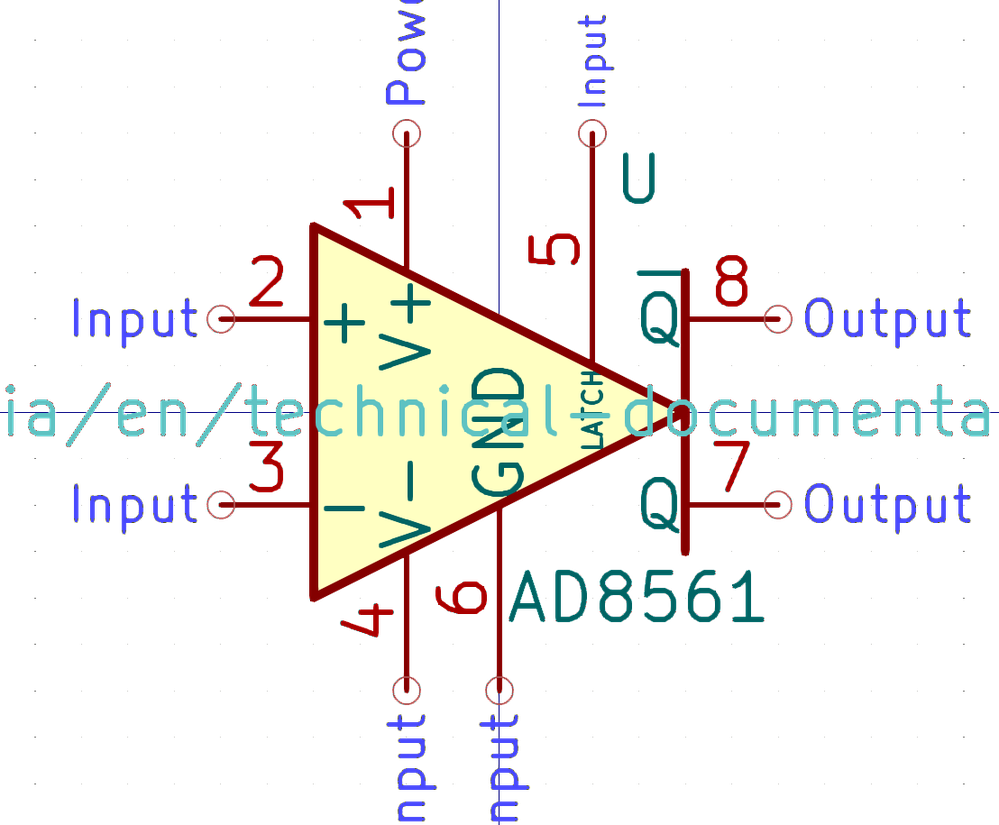 Powe
Input
1
5
U
2
8
Input
+
V+
Q
Output
ia/en/technical-documenta
GND
LATCH
3
7
Input
-
V-
Q
Output
4
6
AD8561
nput
nput